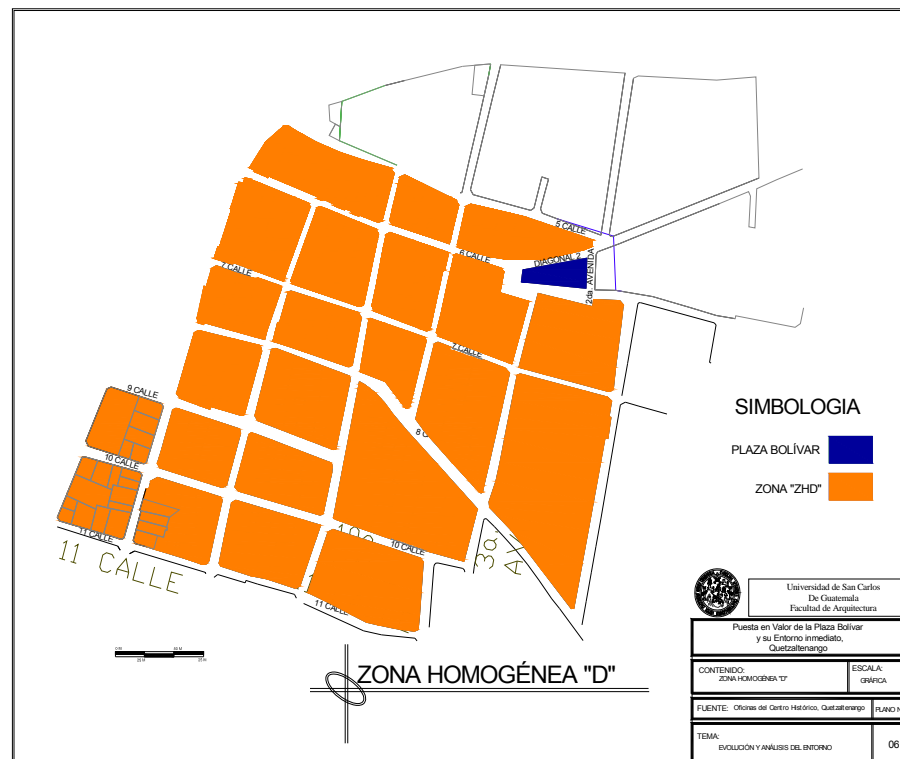 5 CALLE
6 CALLE
DIAGONAL 2
2da. AVENIDA
7 CALLE
7 CALLE
9 CALLE
10 CALLE
11 CALLE
11 CALLE
10 CALLE
11 CALLE
SIMBOLOGIA
PLAZA BOLÍVAR
ZONA "ZHD"
ZONA HOMOGÉNEA "D"
Universidad de San Carlos
De Guatemala
Facultad de Arquitectura
Puesta en Valor de la Plaza Bolívar
y su Entorno inmediato,
Quetzaltenango
CONTENIDO:
ZONA HOMOGÉNEA "D"
ESCALA:
GRÁFICA
FUENTE: Oficinas del Centro Histórico, Quetzaltenango
PLANO N
TEMA:
EVOLUCIÓN Y ANÁLISIS DEL ENTORNO
06